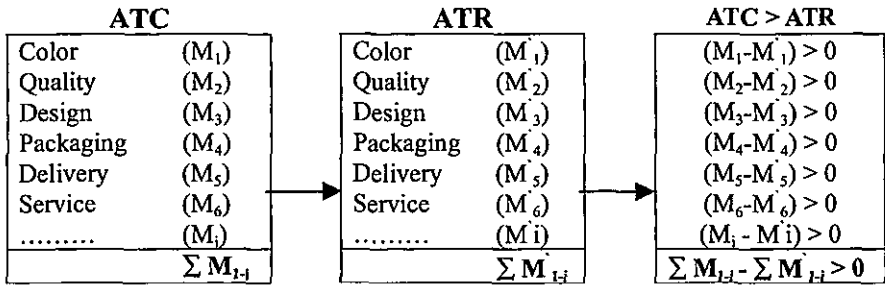 ATC ATR ATC > ATR
Color (M₁) Color (M`₁) (M₁-M`₁) > 0
Quality (M₂) Quality (M`₂) (M₂-M`₂) > 0
Design (M₃) Design (M`₃) (M₃-M`₃) > 0
Packaging (M₄) Packaging (M`₄) (M₄-M`₄) > 0
Delivery (M₅) Delivery (M`₅) (M₅-M`₅) > 0
Service (M₆) Service (M`₆) (M₆-M`₆) > 0
......... (Mᵢ) ......... (M`i) (Mᵢ - M`i) > 0
∑ M₁₋ᵢ ∑ M`₁₋ᵢ ∑ M₁₋ᵢ - ∑ M`₁₋ᵢ > 0